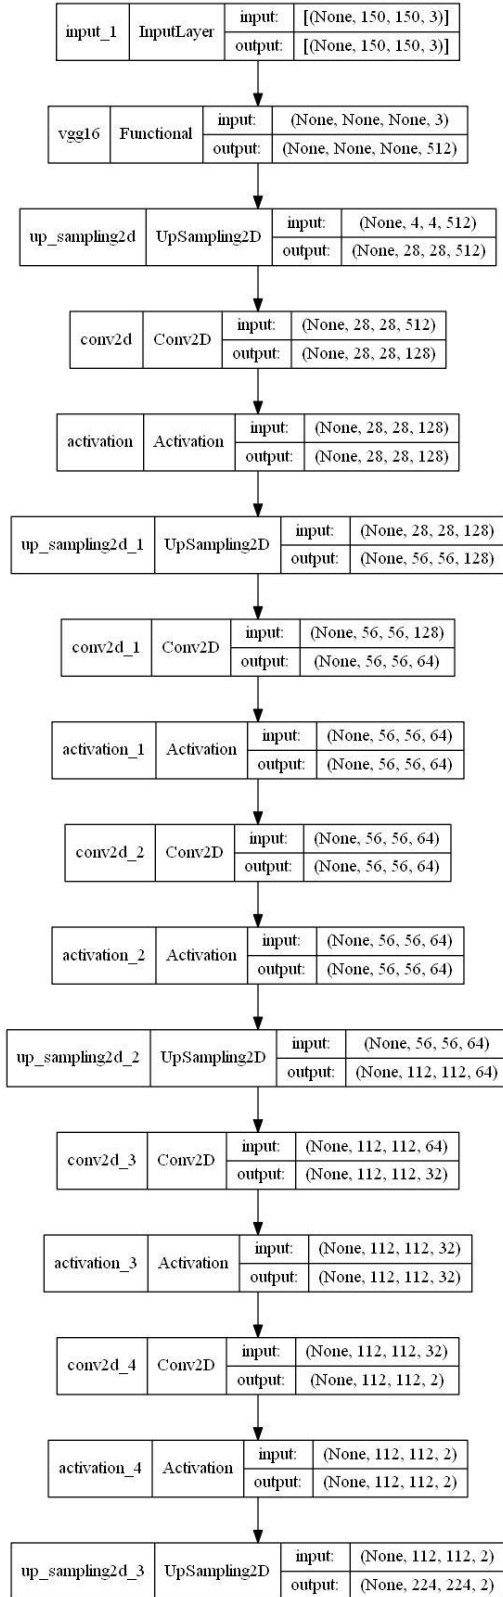 input_1 InputLayer input: [(None, 150, 150, 3)]
output: [(None, 150, 150, 3)]
vgg16 Functional input: (None, None, None, 3)
output: (None, None, None, 512)
up_sampling2d UpSampling2D input: (None, 4, 4, 512)
output: (None, 28, 28, 512)
conv2d Conv2D input: (None, 28, 28, 512)
output: (None, 28, 28, 128)
activation Activation input: (None, 28, 28, 128)
output: (None, 28, 28, 128)
up_sampling2d_1 UpSampling2D input: (None, 28, 28, 128)
output: (None, 56, 56, 128)
conv2d_1 Conv2D input: (None, 56, 56, 128)
output: (None, 56, 56, 64)
activation_1 Activation input: (None, 56, 56, 64)
output: (None, 56, 56, 64)
conv2d_2 Conv2D input: (None, 56, 56, 64)
output: (None, 56, 56, 64)
activation_2 Activation input: (None, 56, 56, 64)
output: (None, 56, 56, 64)
up_sampling2d_2 UpSampling2D input: (None, 56, 56, 64)
output: (None, 112, 112, 64)
conv2d_3 Conv2D input: (None, 112, 112, 64)
output: (None, 112, 112, 32)
activation_3 Activation input: (None, 112, 112, 32)
output: (None, 112, 112, 32)
conv2d_4 Conv2D input: (None, 112, 112, 32)
output: (None, 112, 112, 2)
activation_4 Activation input: (None, 112, 112, 2)
output: (None, 112, 112, 2)
up_sampling2d_3 UpSampling2D input: (None, 112, 112, 2)
output: (None, 224, 224, 2)